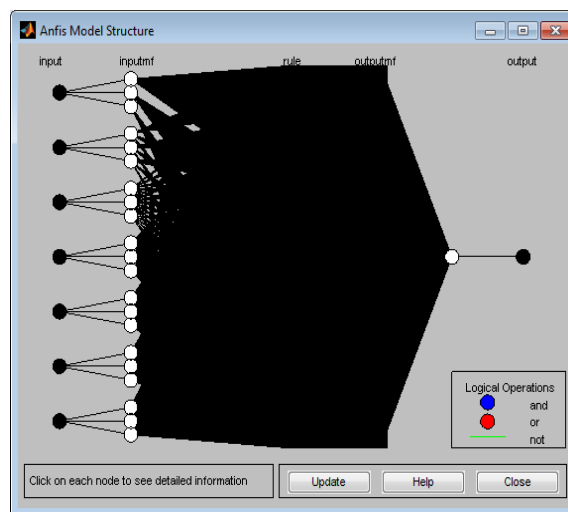 Anfis Model Structure
input inputmf rule outputmf output
Logical Operations
and
or
not
Click on each node to see detailed information
Update Help Close